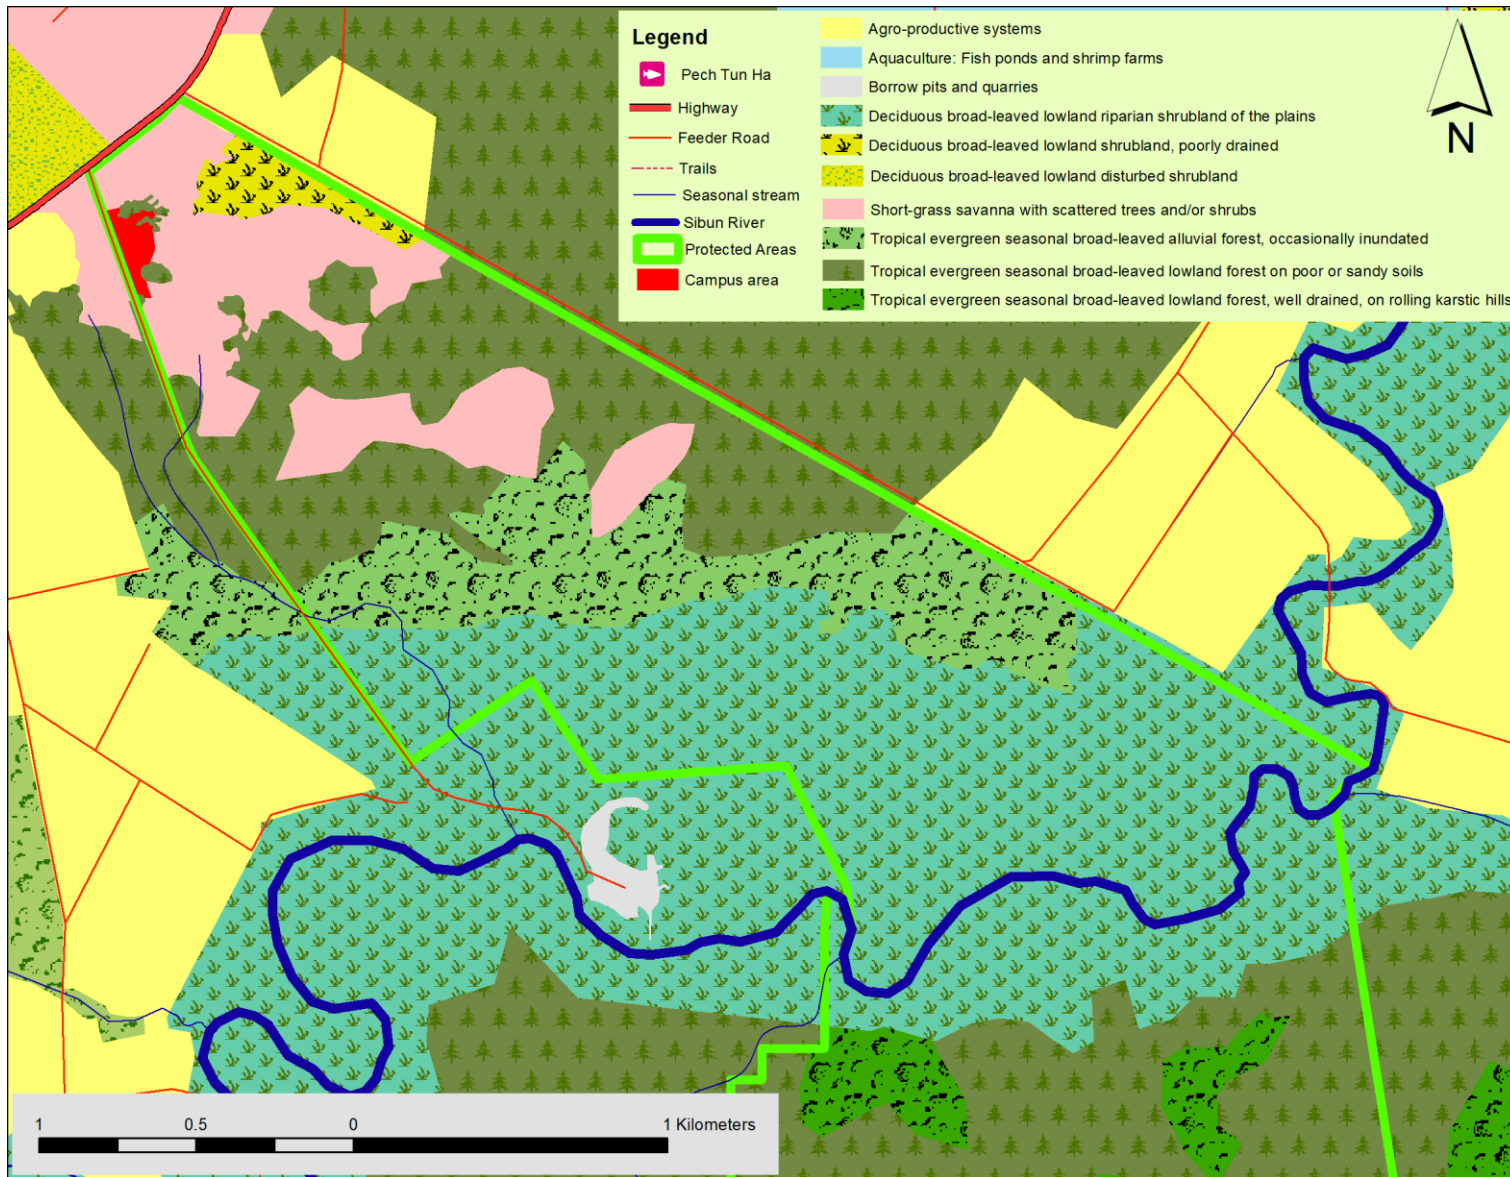 Legend
Pech Tun Ha
Highway
Feeder Road
Trails
Seasonal stream
Sibun River
Protected Areas
Campus area
Agro-productive systems
Aquaculture: Fish ponds and shrimp farms
Borrow pits and quarries
Deciduous broad-leaved lowland riparian shrubland of the plains
Deciduous broad-leaved lowland shrubland, poorly drained
Deciduous broad-leaved lowland disturbed shrubland
Short-grass savanna with scattered trees and/or shrubs
Tropical evergreen seasonal broad-leaved alluvial forest, occasionally inundated
Tropical evergreen seasonal broad-leaved lowland forest on poor or sandy soils
Tropical evergreen seasonal broad-leaved lowland forest, well drained, on rolling karstic hills
N
1 0.5 0 1 Kilometers